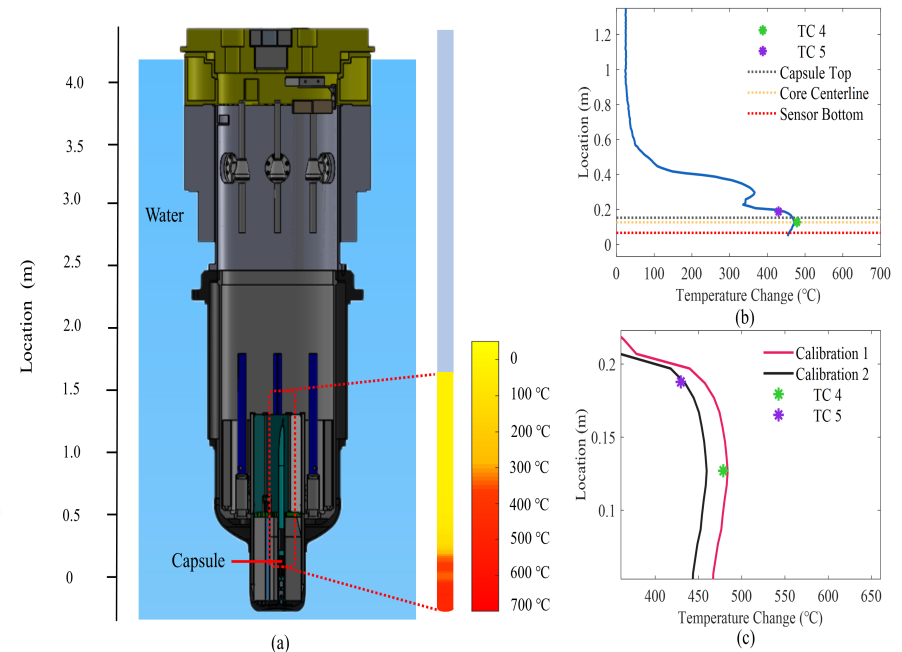 4.0
3.5
3.0
2.5
2.0
1.5
1.0
0.5
0
Location (m)
Water
Capsule
0
100 ℃
200 ℃
300 ℃
400 ℃
500 ℃
600 ℃
700 ℃
(a)
1.2
1
0.8
0.6
0.4
0.2
0
Location (m)
TC 4
TC 5
Capsule Top
Core Centerline
Sensor Bottom
0 100 200 300 400 500 600 700
Temperature Change (℃)
(b)
0.2
0.15
0.1
Location (m)
Calibration 1
Calibration 2
TC 4
TC 5
400 450 500 550 600 650
Temperature Change (℃)
(c)